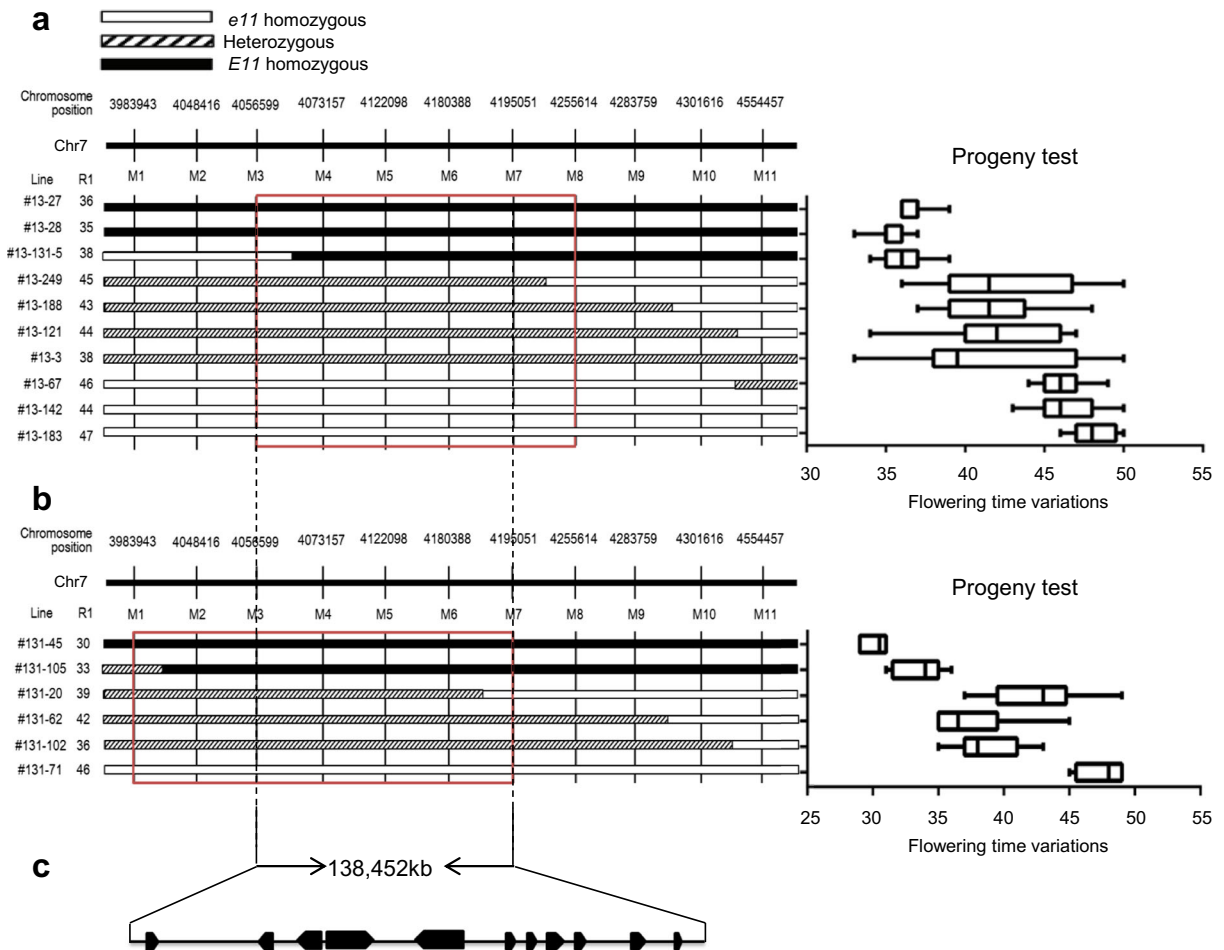 a
e11 homozygous
Heterozygous
E11 homozygous
Chromosome position 3983943 4048416 4056599 4073157 4122098 4180388 4195051 4255614 4283759 4301616 4554457
Chr7
Line R1 M1 M2 M3 M4 M5 M6 M7 M8 M9 M10 M11
Progeny test
#13-27 36
#13-28 35
#13-131-5 38
#13-249 45
#13-188 43
#13-121 44
#13-3 38
#13-67 46
#13-142 44
#13-183 47
30 35 40 45 50 55
Flowering time variations
b
Chromosome position 3983943 4048416 4056599 4073157 4122098 4180388 4195051 4255614 4283759 4301616 4554457
Chr7
Line R1 M1 M2 M3 M4 M5 M6 M7 M8 M9 M10 M11
Progeny test
#131-45 30
#131-105 33
#131-20 39
#131-62 42
#131-102 36
#131-71 46
25 30 35 40 45 50 55
Flowering time variations
c
138,452kb